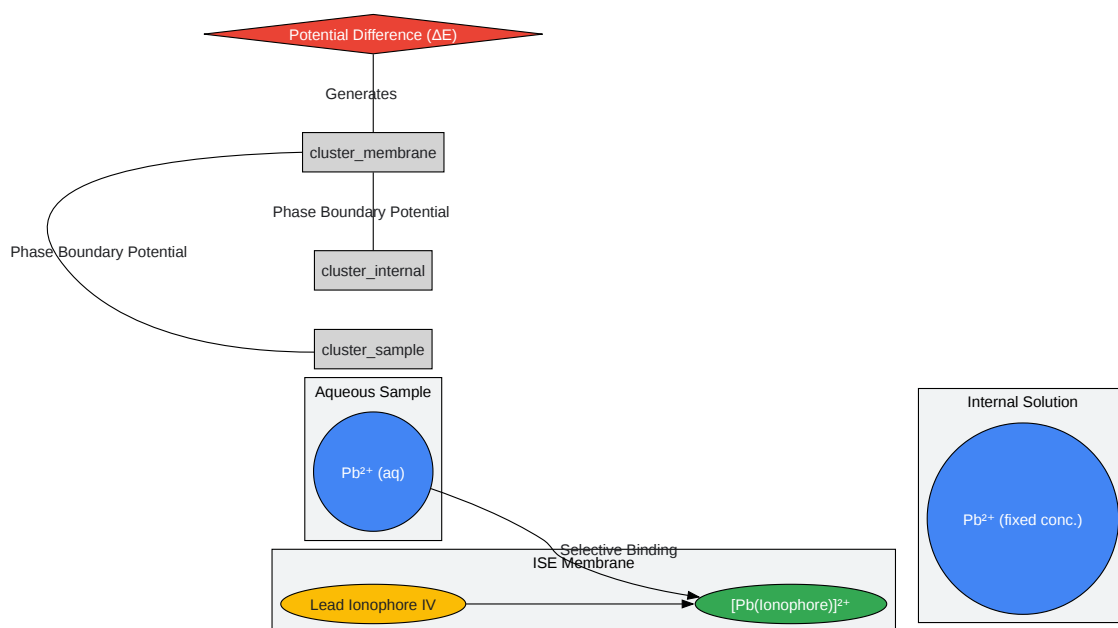 Potential Difference (ΔE)
Generates
cluster_membrane
Phase Boundary Potential
Phase Boundary Potential
cluster_internal
cluster_sample
Aqueous Sample
Pb²⁺ (aq)
Internal Solution
Pb²⁺ (fixed conc.)
Selective Binding
ISE Membrane
Lead Ionophore IV
[Pb(Ionophore)]²⁺